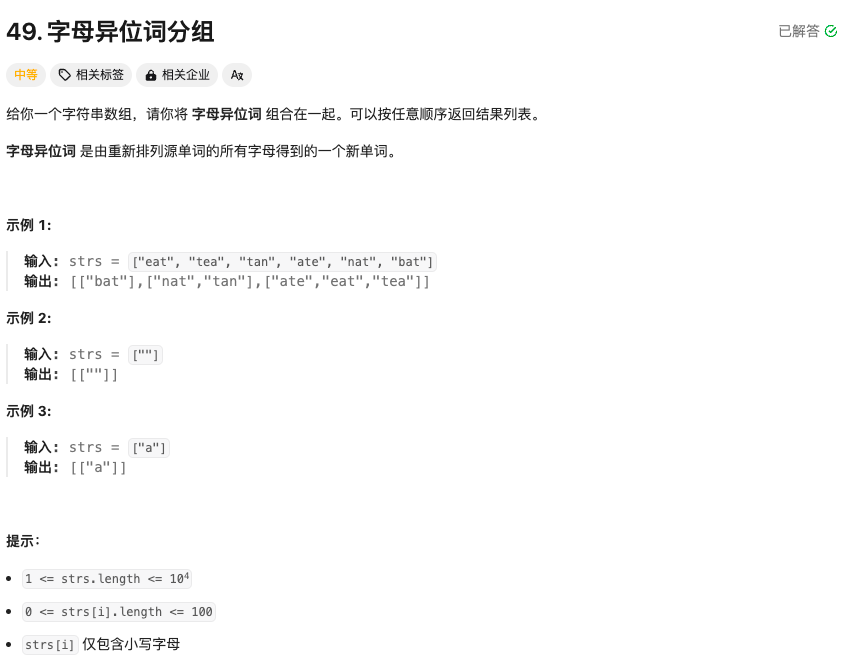 49. 字母异位词分组
已解答
中等 相关标签 相关企业 Aあ
给你一个字符串数组，请你将 字母异位词 组合在一起。可以按任意顺序返回结果列表。
字母异位词 是由重新排列源单词的所有字母得到的一个新单词。
示例 1:
输入: strs = ["eat", "tea", "tan", "ate", "nat", "bat"]
输出: [["bat"],["nat","tan"],["ate","eat","tea"]]
示例 2:
输入: strs = [""]
输出: [[""]]
示例 3:
输入: strs = ["a"]
输出: [["a"]]
提示：
1 <= strs.length <= 10⁴
0 <= strs[i].length <= 100
strs[i] 仅包含小写字母